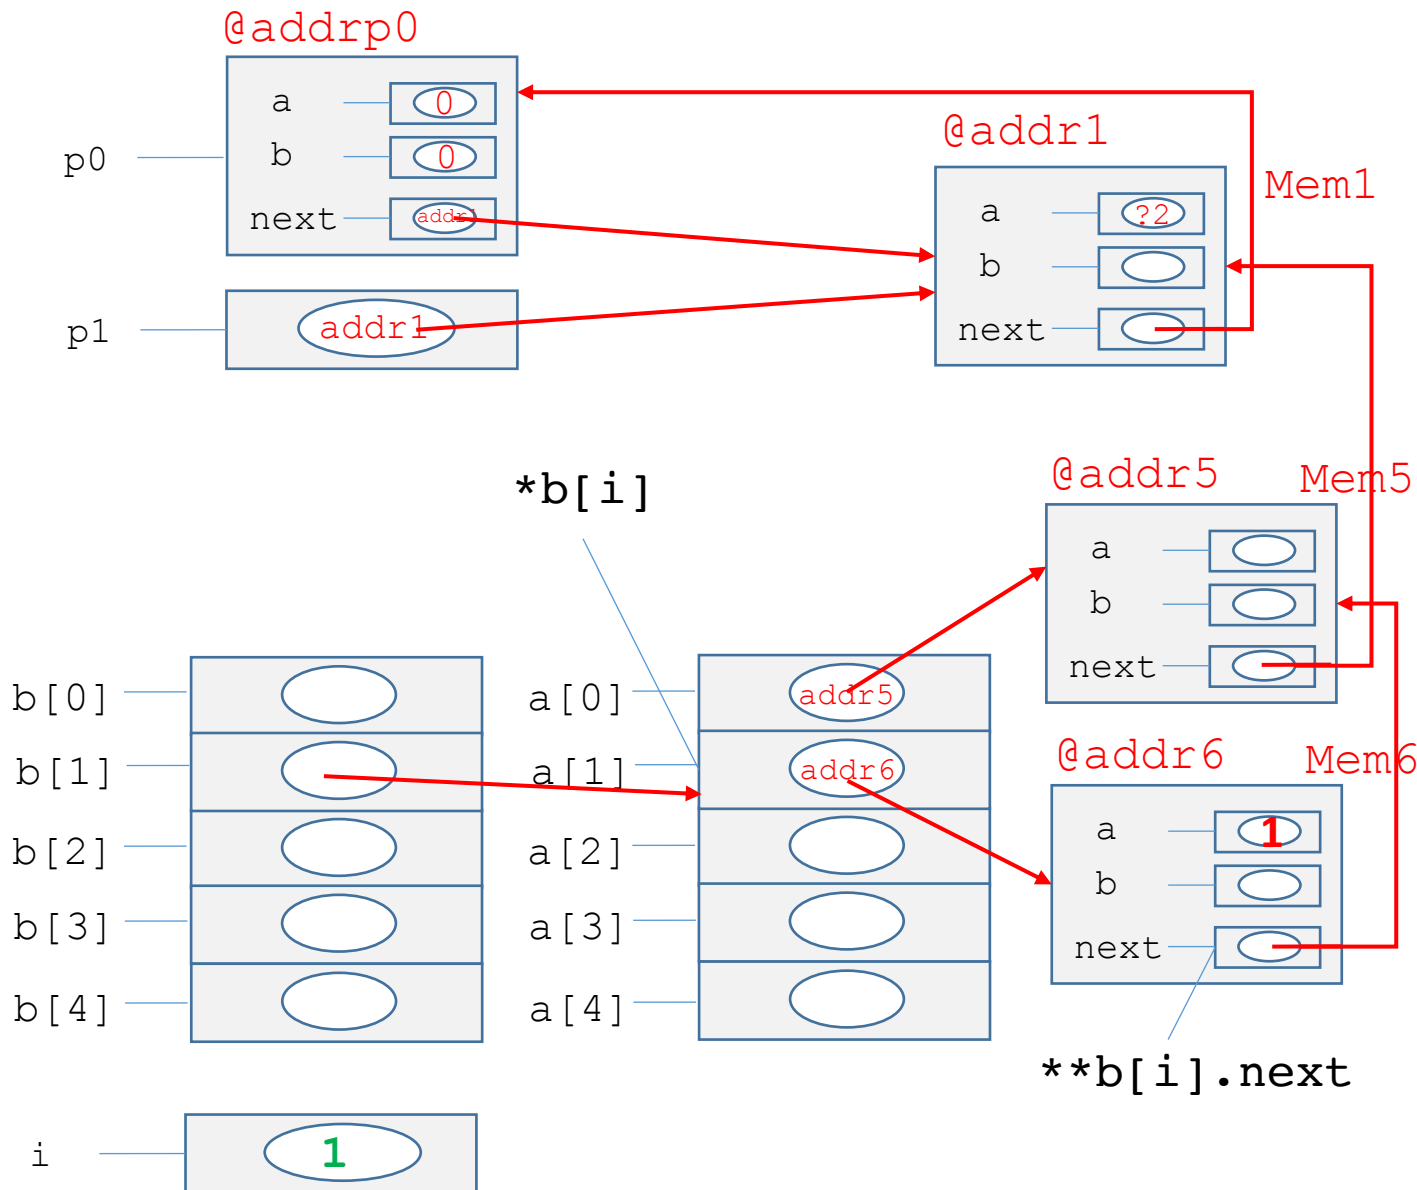 @addrp0
a 0
p0
b 0
next addr1
@addr1
Mem1
a ?2
b
next
p1 addr1
*b[i]
@addr5
Mem5
a
b
next
b[0]
b[1]
b[2]
b[3]
b[4]
a[0] addr5
a[1] addr6
a[2]
a[3]
a[4]
@addr6
Mem6
a 1
b
next
**b[i].next
i 1